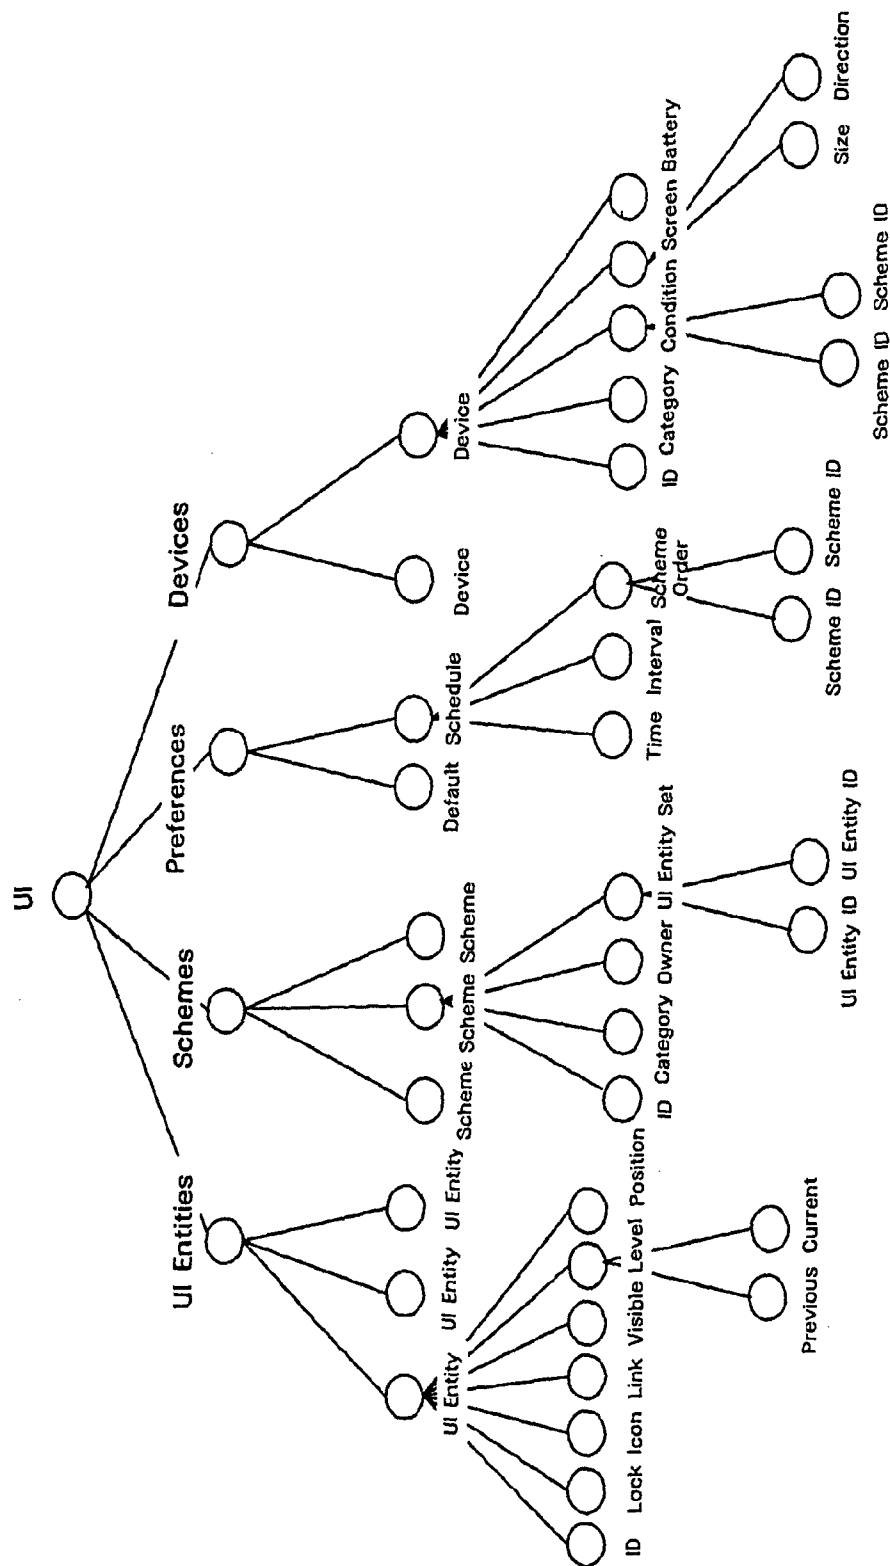 UI
UI Entities Schemes Preferences Devices
UI Entity UI Entity UI Entity Scheme Scheme Scheme Default Schedule Device Device
ID Lock Icon Link Visible Level Position ID Category Owner UI Entity Set Time Interval Scheme Order ID Category Condition Screen Battery
Previous Current UI Entity ID UI Entity ID Scheme ID Scheme ID Scheme ID Scheme ID Size Direction